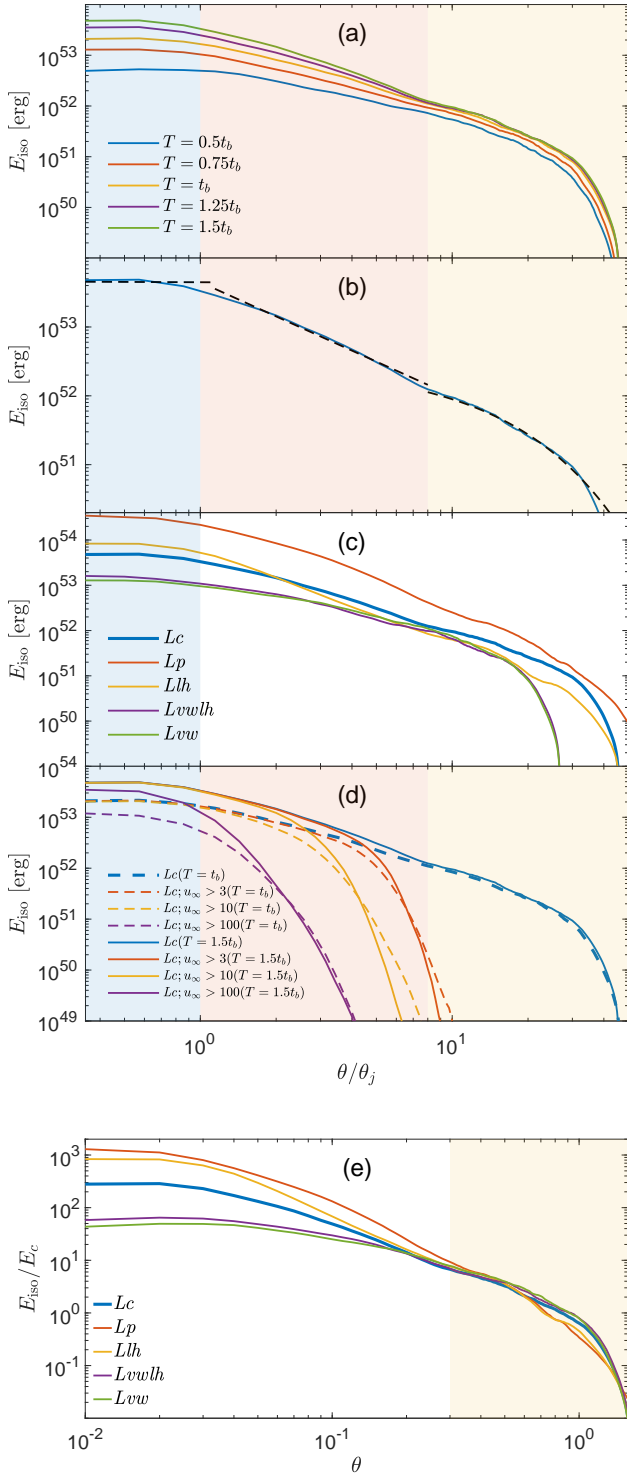 (a)
10^53
10^52
10^51
10^50
E_iso [erg]
T = 0.5t_b
T = 0.75t_b
T = t_b
T = 1.25t_b
T = 1.5t_b
(b)
10^53
10^52
10^51
E_iso [erg]
(c)
10^54
10^53
10^52
10^51
10^50
E_iso [erg]
Lc
Lp
Llh
Lvwlh
Lvw
10^54
(d)
10^54
10^53
10^52
10^51
10^50
10^49
E_iso [erg]
Lc(T = t_b)
Lc; u_∞ > 3(T = t_b)
Lc; u_∞ > 10(T = t_b)
Lc; u_∞ > 100(T = t_b)
Lc(T = 1.5t_b)
Lc; u_∞ > 3(T = 1.5t_b)
Lc; u_∞ > 10(T = 1.5t_b)
Lc; u_∞ > 100(T = 1.5t_b)
10^0 10^1
θ/θ_j
(e)
10^3
10^2
10^1
10^0
10^-1
E_iso/E_c
Lc
Lp
Llh
Lvwlh
Lvw
10^-2 10^-1 10^0
θ